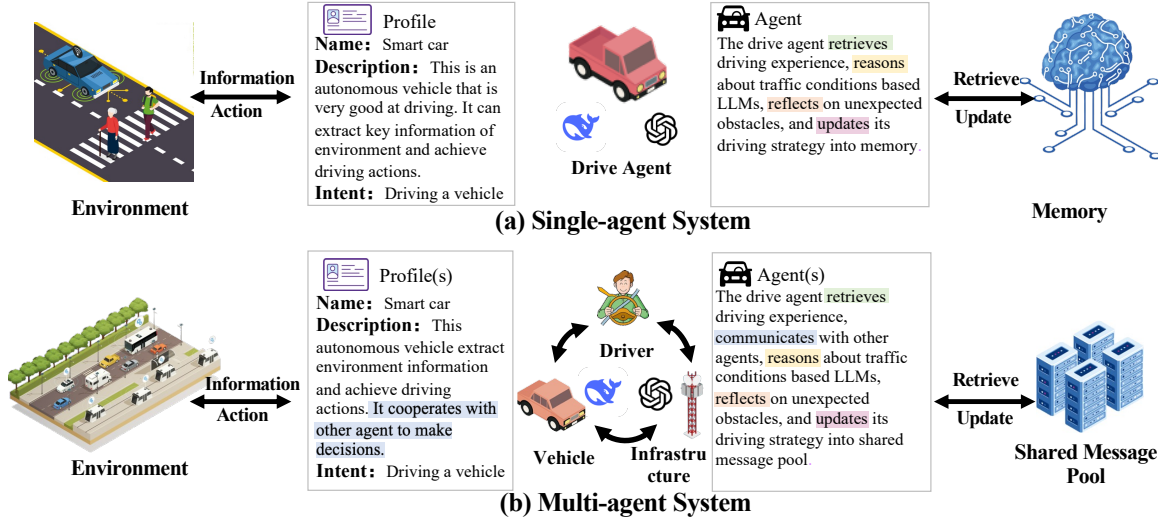 Profile
Name: Smart car
Description: This is an
autonomous vehicle that is
very good at driving. It can
extract key information of
environment and achieve
driving actions.
Intent: Driving a vehicle
Information
Action
Environment
Drive Agent
Agent
The drive agent retrieves
driving experience, reasons
about traffic conditions based
LLMs, reflects on unexpected
obstacles, and updates its
driving strategy into memory.
Retrieve
Update
Memory
(a) Single-agent System
Profile(s)
Name: Smart car
Description: This
autonomous vehicle extract
environment information
and achieve driving
actions. It cooperates with
other agent to make
decisions.
Intent: Driving a vehicle
Information
Action
Environment
Driver
Vehicle
Infrastru
cture
Agent(s)
The drive agent retrieves
driving experience,
communicates with other
agents, reasons about traffic
conditions based LLMs,
reflects on unexpected
obstacles, and updates its
driving strategy into shared
message pool.
Retrieve
Update
Shared Message
Pool
(b) Multi-agent System